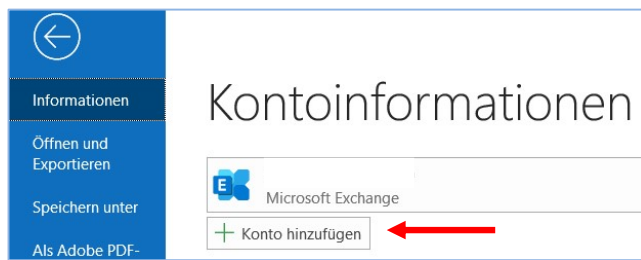 Informationen
Öffnen und
Exportieren
Speichern unter
Als Adobe PDF-
Kontoinformationen
E
Microsoft Exchange
Konto hinzufügen